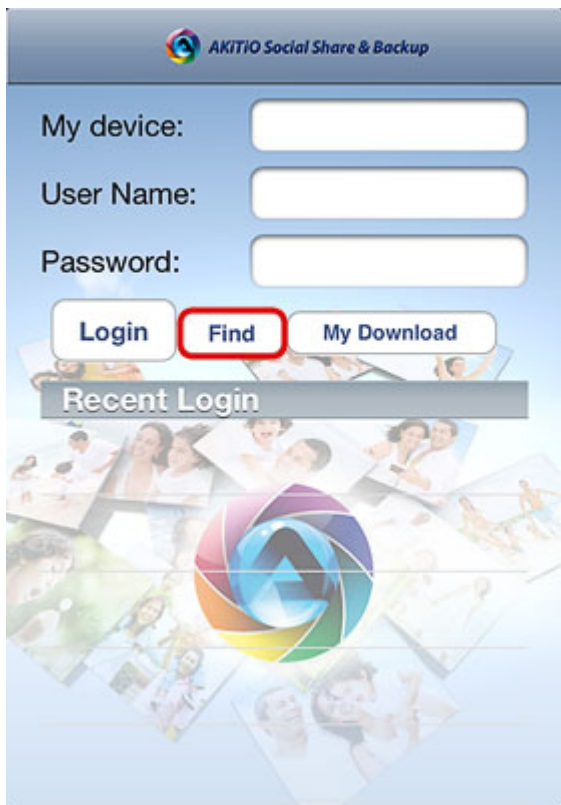 AKiTiO Social Share & Backup
My device:
User Name:
Password:
Login Find My Download
Recent Login